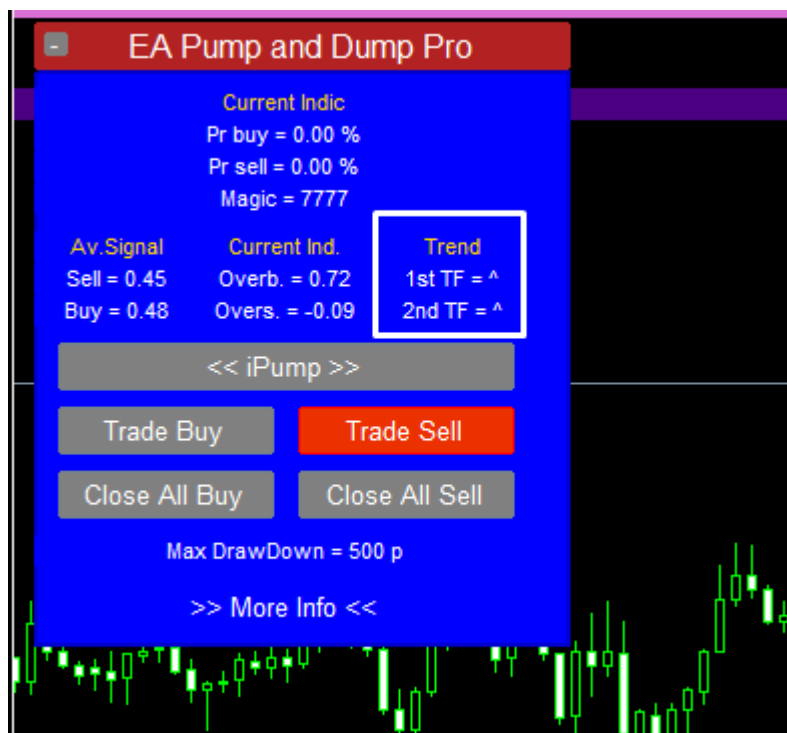 - EA Pump and Dump Pro
Current Indic
Pr buy = 0.00 %
Pr sell = 0.00 %
Magic = 7777
Av.Signal Current Ind. Trend
Sell = 0.45 Overb. = 0.72 1st TF = ^
Buy = 0.48 Overs. = -0.09 2nd TF = ^
<< iPump >>
Trade Buy Trade Sell
Close All Buy Close All Sell
Max DrawDown = 500 p
>> More Info <<